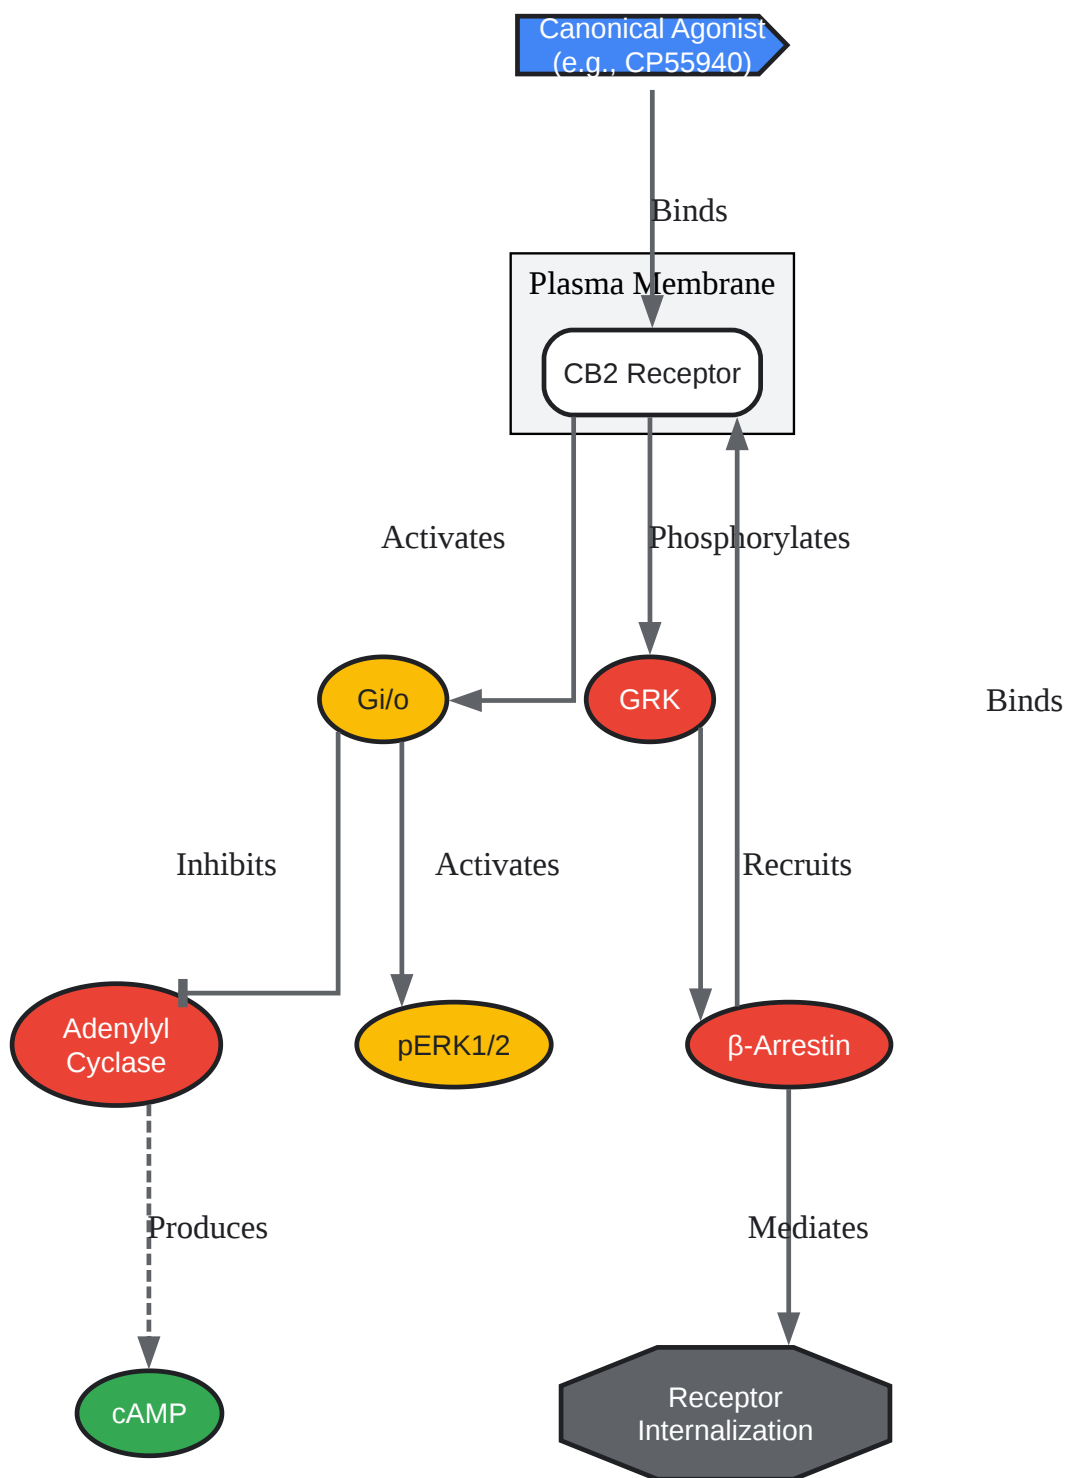 Canonical Agonist
(e.g., CP55940)
Binds
Plasma Membrane
CB2 Receptor
Activates
Phosphorylates
Gi/o
GRK
Binds
Inhibits
Activates
Recruits
Adenylyl
Cyclase
pERK1/2
β-Arrestin
Produces
Mediates
cAMP
Receptor
Internalization